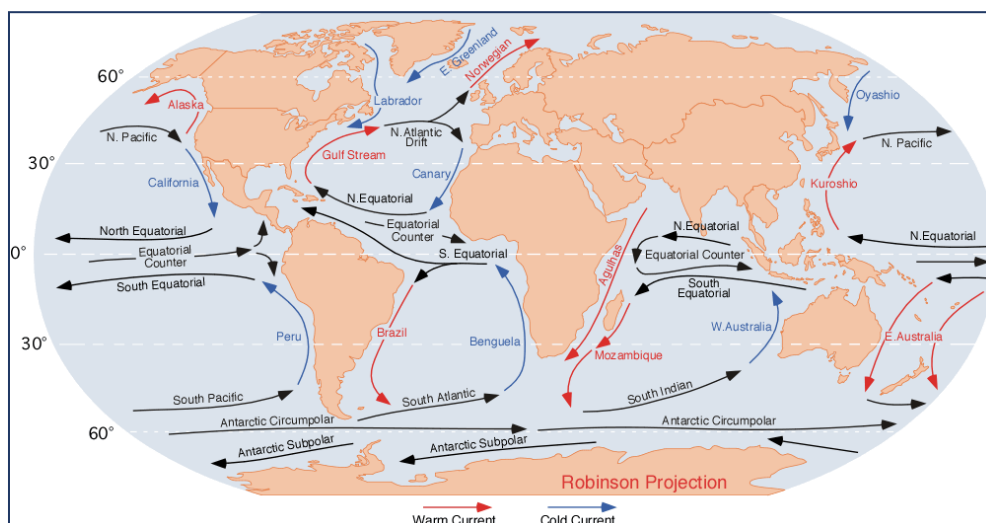 60°
30°
0°
30°
60°
Alaska
N. Pacific
California
North Equatorial
Equatorial
Counter
South Equatorial
Peru
South Pacific
Antarctic Circumpolar
Antarctic Subpolar
Labrador
E. Greenland
Norwegian
N.Atlantic
Drift
Gulf Stream
Canary
N.Equatorial
Equatorial
Counter
S. Equatorial
Brazil
Benguela
South Atlantic
Antarctic Subpolar
Agulhas
Mozambique
N.Equatorial
Equatorial Counter
South
Equatorial
W.Australia
South Indian
Antarctic Circumpolar
Oyashio
N. Pacific
Kuroshio
N.Equatorial
E.Australia
Robinson Projection
Warm Current
Cold Current